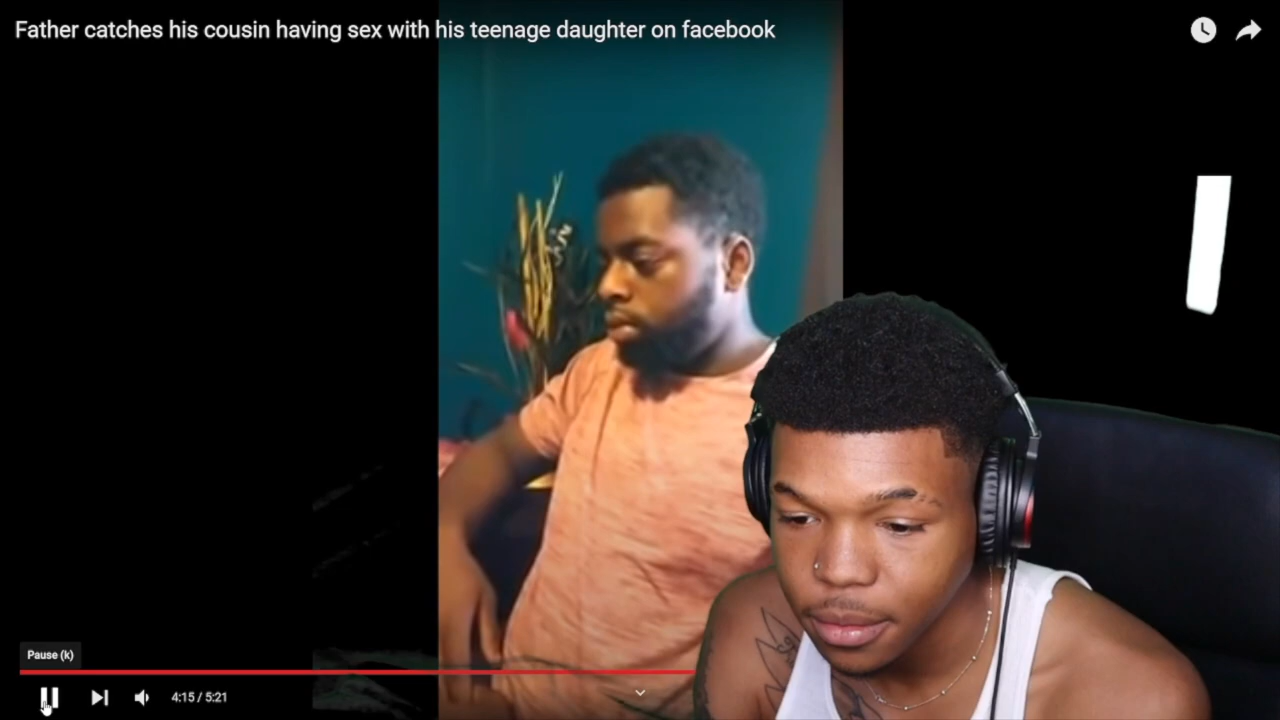 Father catches his cousin having sex with his teenage daughter on facebook
Pause (k)
4:15 / 5:21